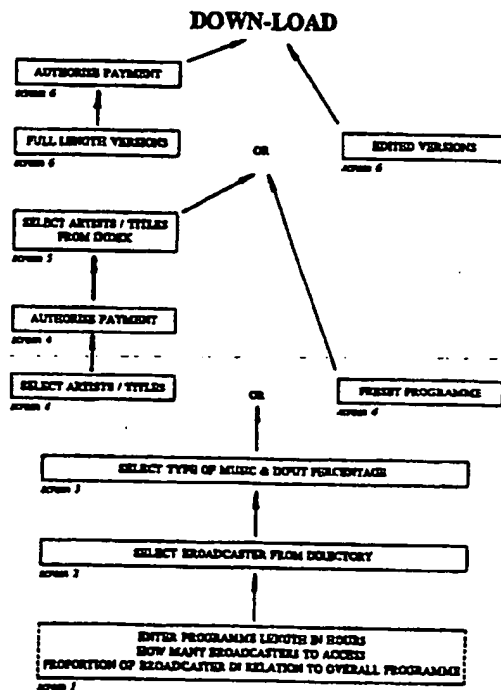 DOWN-LOAD
AUTHORISE PAYMENT
screen 6
FULL LENGTH VERSIONS
screen 6
OR
EDITED VERSIONS
screen 6
SELECT ARTISTS / TITLES
FROM INDEX
screen 5
AUTHORISE PAYMENT
screen 4
SELECT ARTISTS / TITLES
screen 4
OR
PRESET PROGRAMME
screen 4
SELECT TYPE OF MUSIC & INPUT PERCENTAGE
screen 3
SELECT BROADCASTER FROM DIRECTORY
screen 2
ENTER PROGRAMME LENGTH IN HOURS
HOW MANY BROADCASTERS TO ACCESS
PROPORTION OF BROADCASTER IN RELATION TO OVERALL PROGRAMME
screen 1